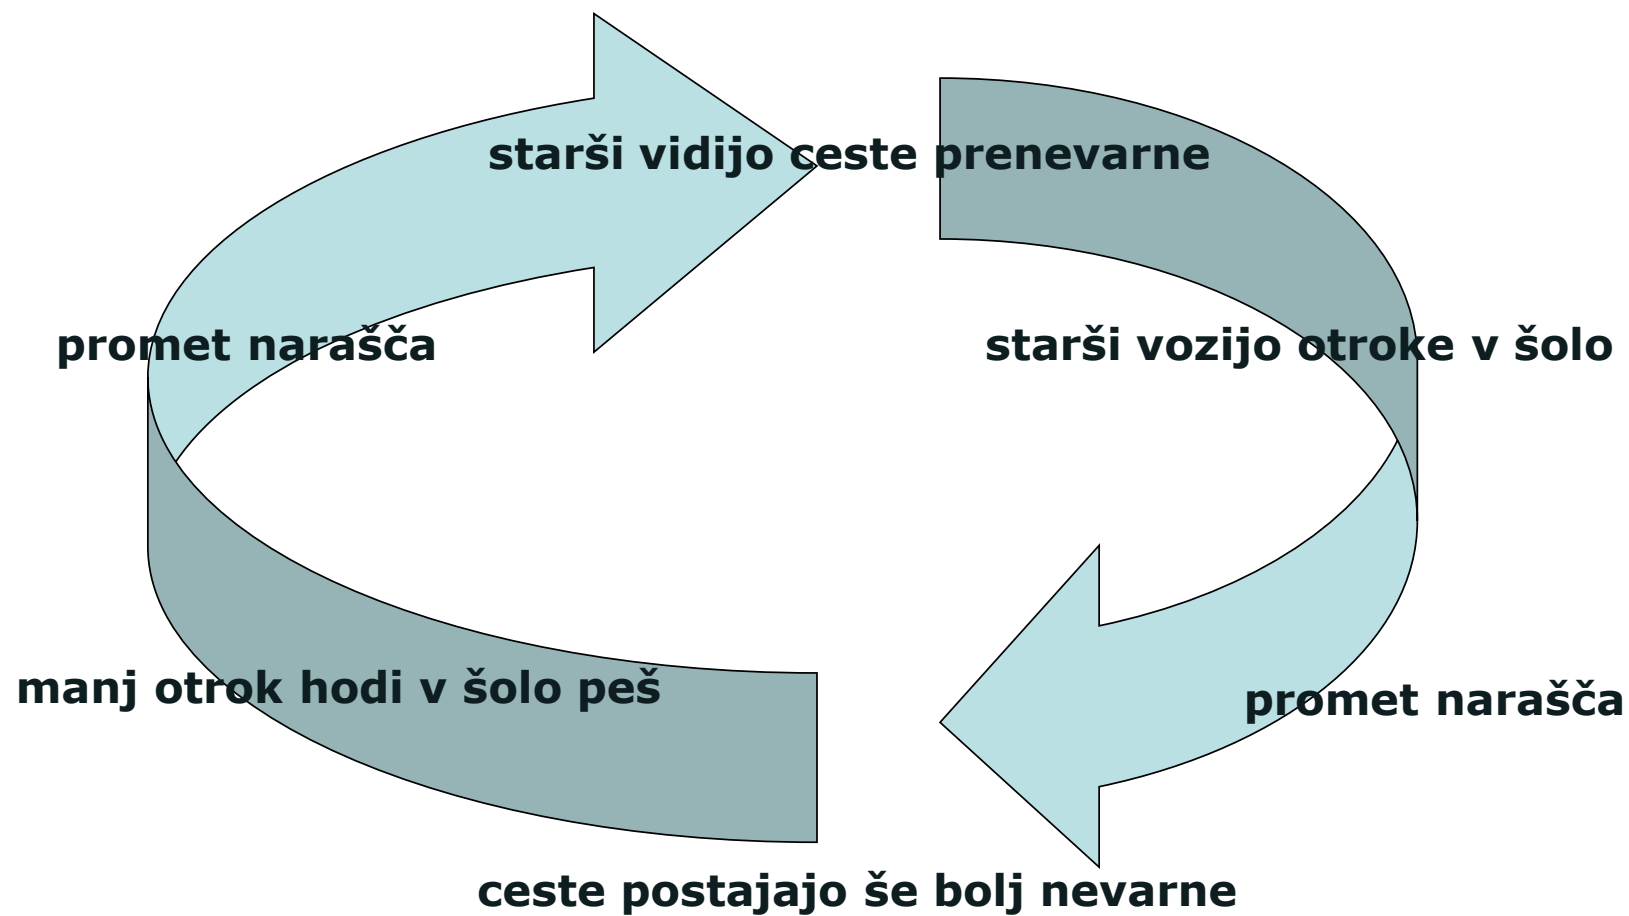 starši vidijo ceste prenevarne
promet narašča
starši vozijo otroke v šolo
manj otrok hodi v šolo peš
promet narašča
ceste postajajo še bolj nevarne